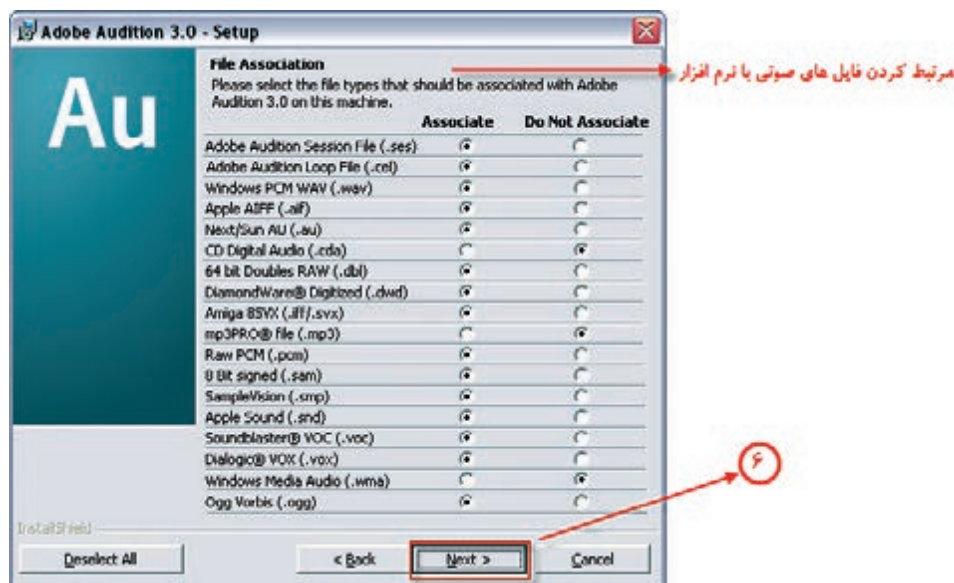 Adobe Audition 3.0 - Setup
Au
File Association
Please select the file types that should be associated with Adobe
Audition 3.0 on this machine.
مرتبط کردن فایل های صوتی با نرم افزار
Associate Do Not Associate
Adobe Audition Session File (.ses)
Adobe Audition Loop File (.cel)
Windows PCM WAV (.wav)
Apple AIFF (.aif)
Next/Sun AU (.au)
CD Digital Audio (.cda)
64 bit Doubles RAW (.dbl)
DiamondWare® Digitized (.dwd)
Amiga 8SVX (.iff/.svx)
mp3PRO® file (.mp3)
Raw PCM (.pcm)
8 Bit signed (.sam)
SampleVision (.smp)
Apple Sound (.snd)
Soundblaster® VOC (.voc)
Dialogic® VOX (.vox)
Windows Media Audio (.wma)
Ogg Vorbis (.ogg)
۶
InstallShield
Deselect All < Back Next > Cancel